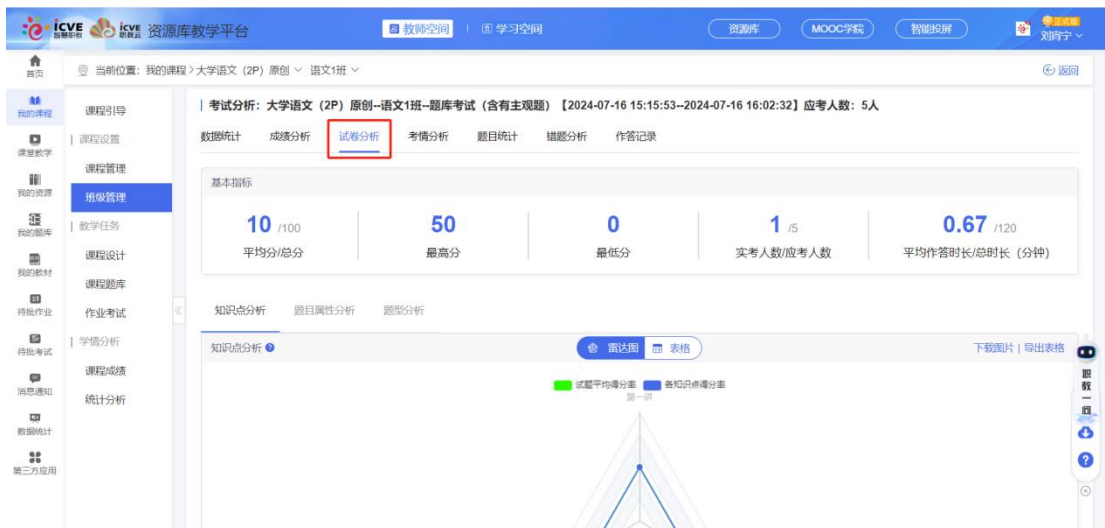 icve 智慧职教 icve 职教云 资源库教学平台 教师空间 学习空间 资源库 MOOC学院 智能投屏 正式版 刘肖宁
首页 当前位置：我的课程 > 大学语文（2P）原创 语文1班 返回
我的课程
课堂教学
我的资源
我的题库
我的教材
待批作业
待批考试
消息通知
数据统计
第三方应用
课程引导
课程设置
课程管理
班级管理
教学任务
课程设计
课程题库
作业考试
学情分析
课程成绩
统计分析
考试分析：大学语文（2P）原创--语文1班--题库考试（含有主观题）【2024-07-16 15:15:53--2024-07-16 16:02:32】应考人数：5人
数据统计 成绩分析 试卷分析 考情分析 题目统计 错题分析 作答记录
基本指标
10 /100 50 0 1 /5 0.67 /120
平均分/总分 最高分 最低分 实考人数/应考人数 平均作答时长/总时长（分钟）
知识点分析 题目属性分析 题型分析
知识点分析 雷达图 表格 下载图片 | 导出表格
试题平均得分率 各知识点得分率
第一讲
职教一问